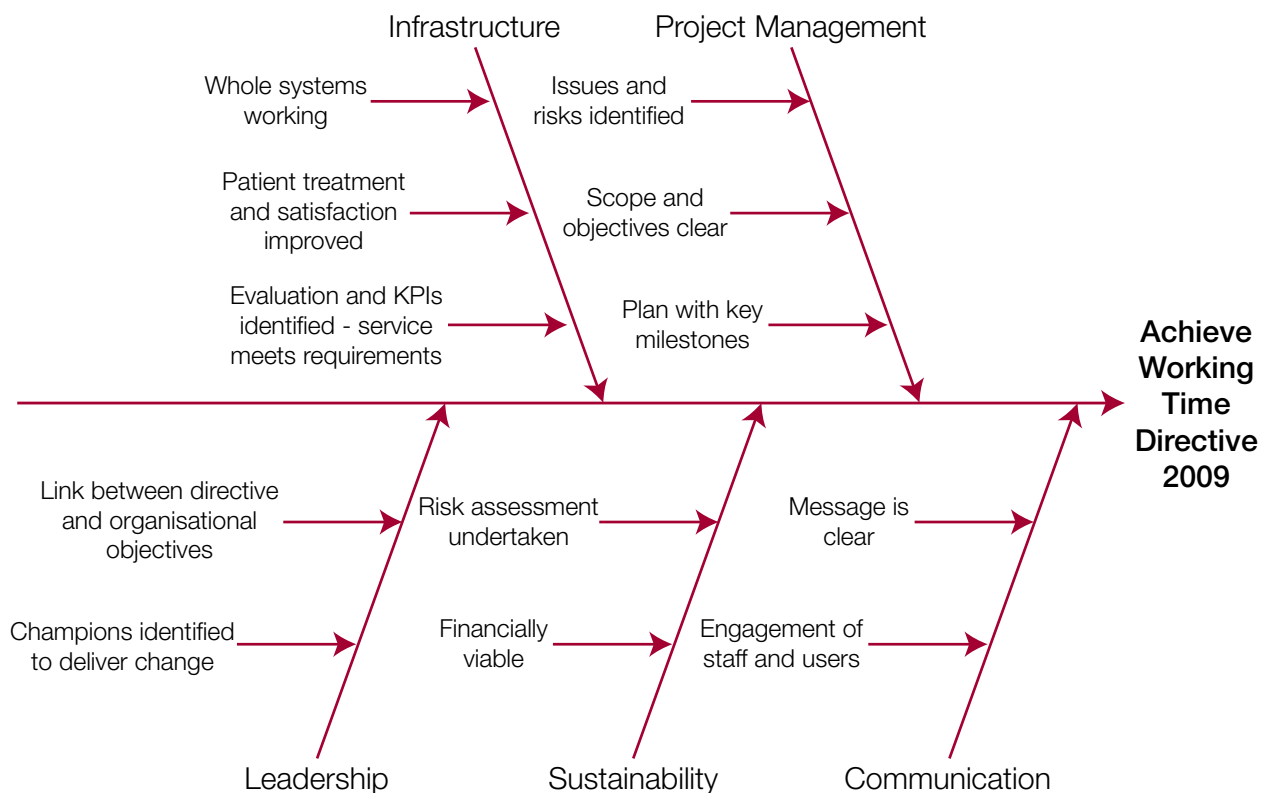 Infrastructure
Project Management
Whole systems
working
Issues and
risks identified
Patient treatment
and satisfaction
improved
Scope and
objectives clear
Evaluation and KPIs
identified - service
meets requirements
Plan with key
milestones
Achieve
Working
Time
Directive
2009
Link between directive
and organisational
objectives
Risk assessment
undertaken
Message is
clear
Champions identified
to deliver change
Financially
viable
Engagement of
staff and users
Leadership
Sustainability
Communication